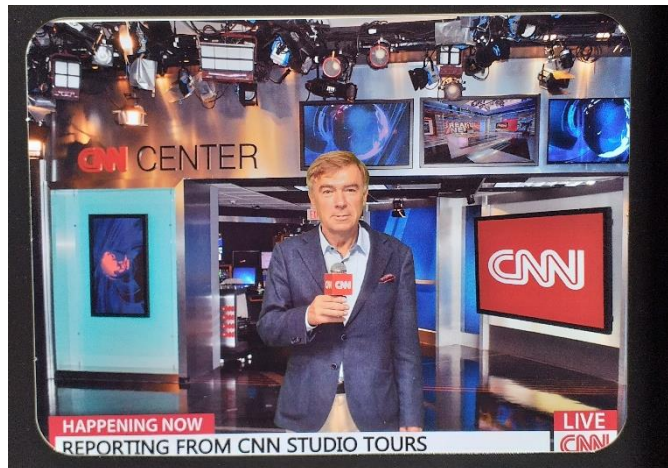 CNN CENTER
CNN
CNN
HAPPENING NOW
LIVE
REPORTING FROM CNN STUDIO TOURS
CNN